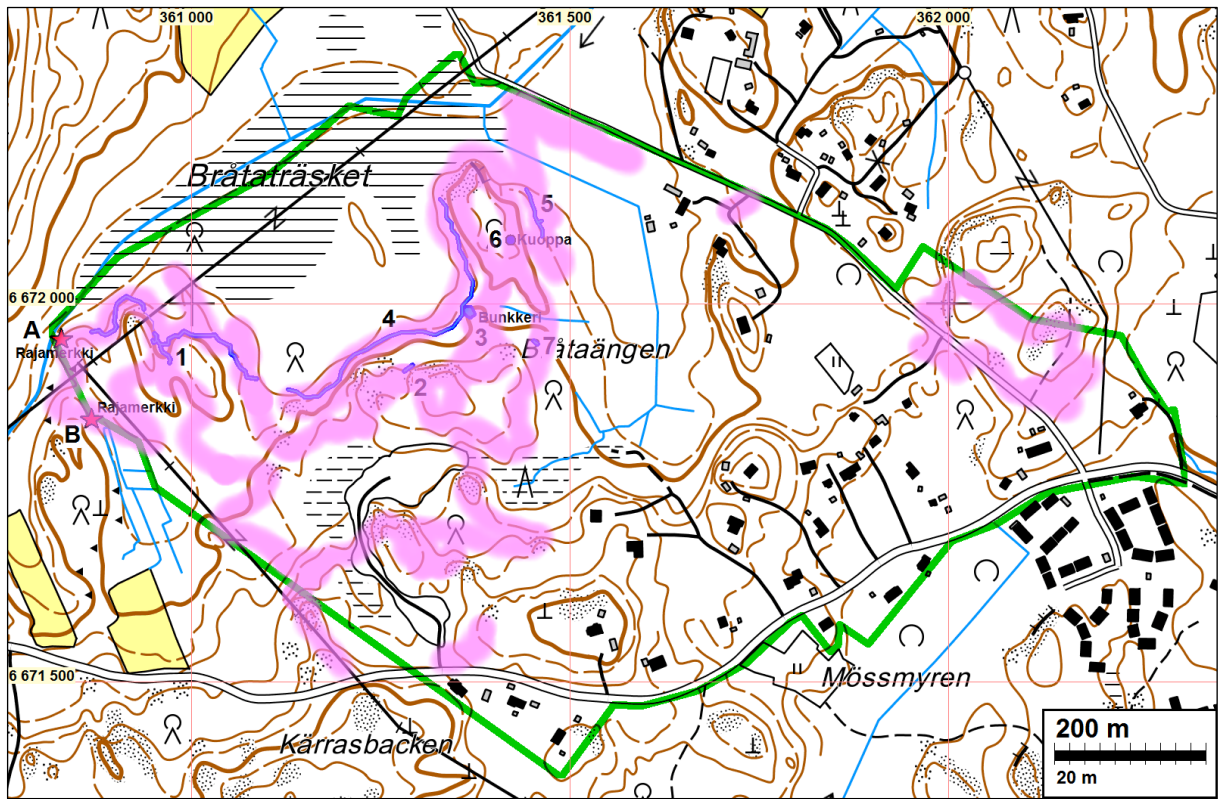 361 000
361 500
362 000
Bråtaträsket
5
6 Kuoppa
6 672 000
A
Rajamerkki
4
Bunkkeri
3
1
7
Bråtaängen
2
Rajamerkki
B
6 671 500
Mössmyren
Kärrasbacken
200 m
20 m